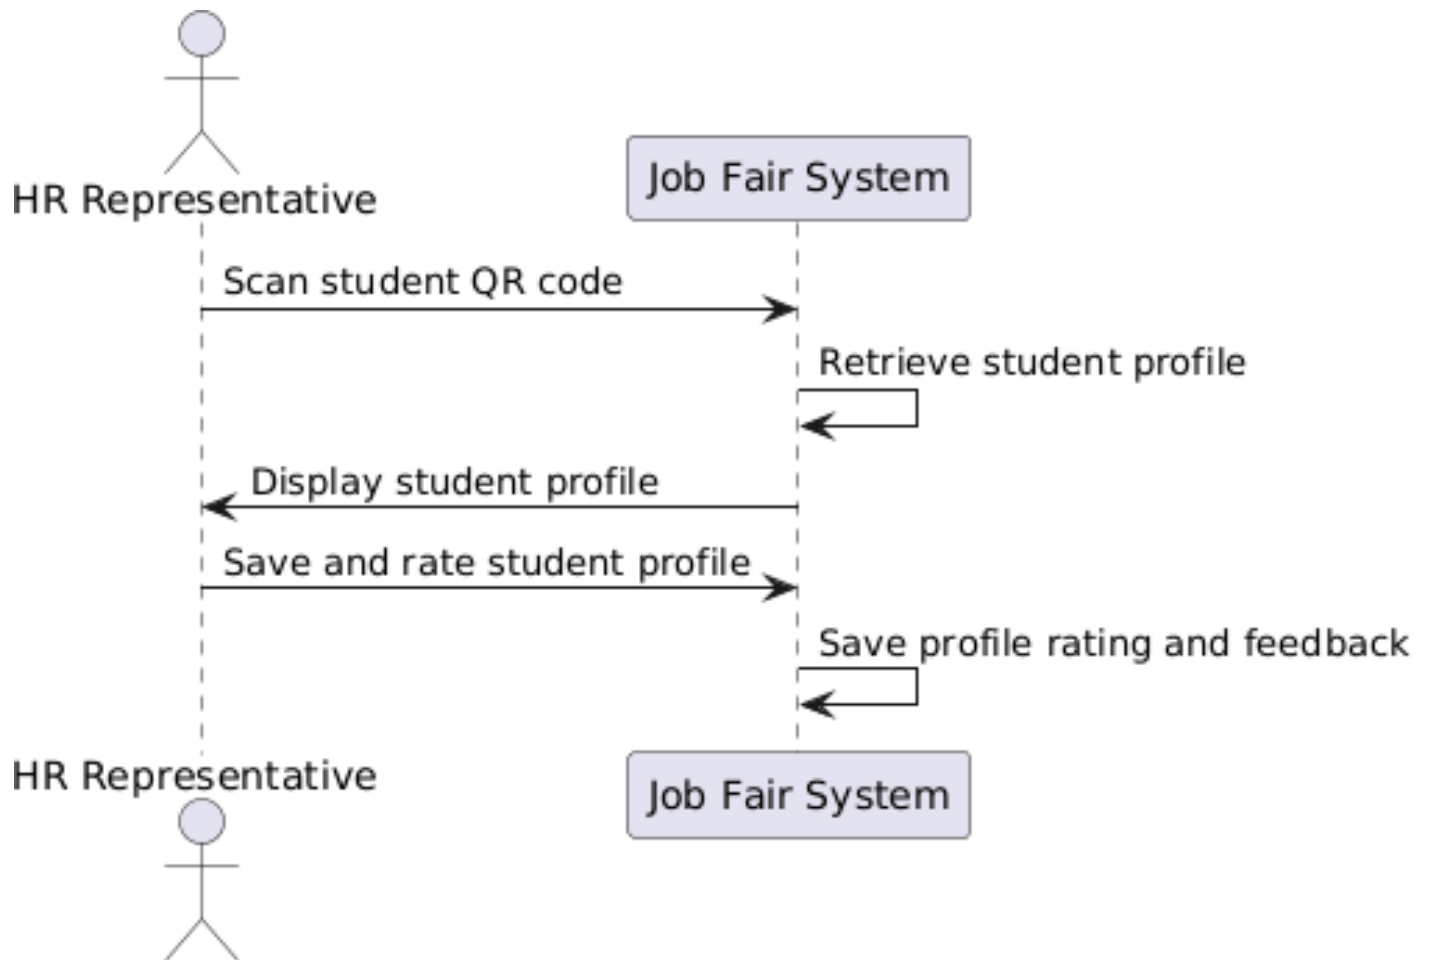 HR Representative
Job Fair System
Scan student QR code
Retrieve student profile
Display student profile
Save and rate student profile
Save profile rating and feedback
HR Representative
Job Fair System